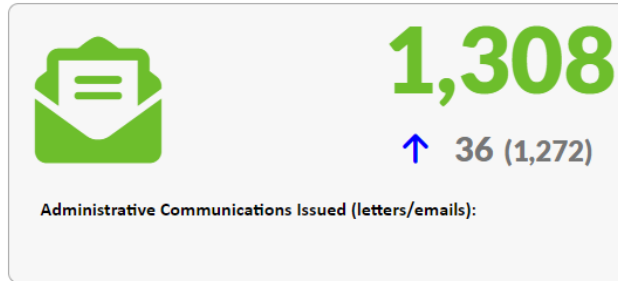 1,308
↑ 36 (1,272)
Administrative Communications Issued (letters/emails):